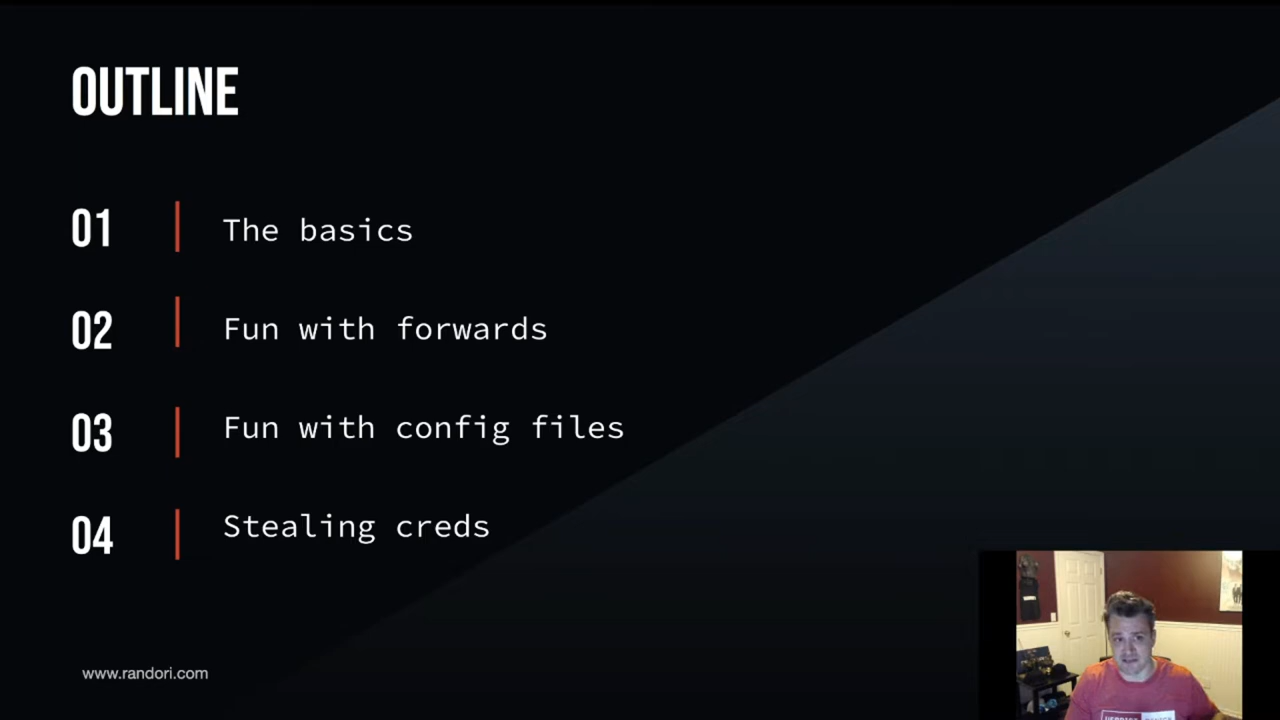 OUTLINE
01 The basics
02 Fun with forwards
03 Fun with config files
04 Stealing creds
www.randori.com